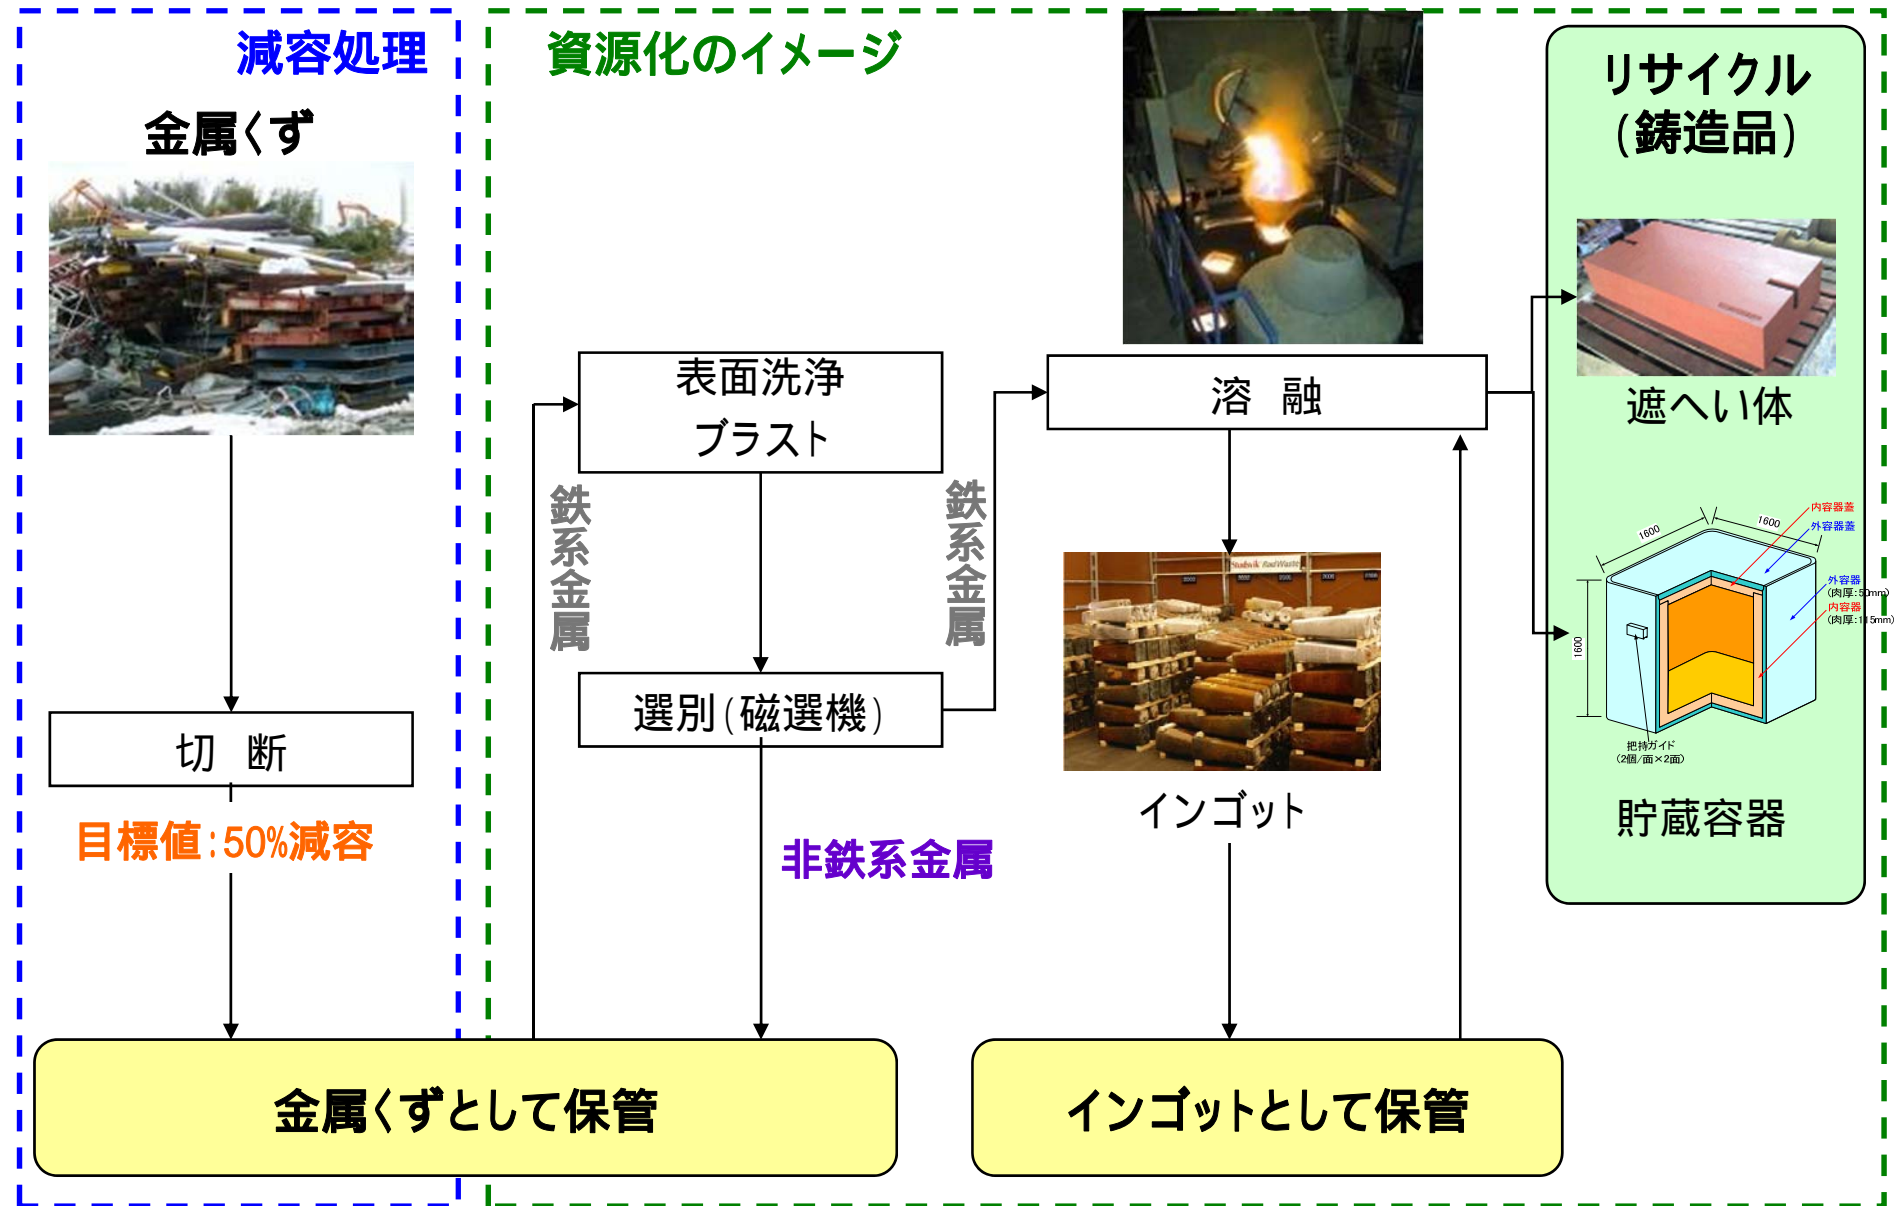 減容処理
金属くず
切　断
目標値：50％減容
金属くずとして保管
資源化のイメージ
表面洗浄
ブラスト
鉄系金属
選別(磁選機)
鉄系金属
非鉄系金属
溶　融
Studsvik RadWaste
インゴット
インゴットとして保管
リサイクル
(鋳造品)
遮へい体
1600
1600
内容器蓋
外容器蓋
外容器
(肉厚：50mm)
内容器
(肉厚：115mm)
1600
把持ガイド
(2個/面×2面)
貯蔵容器